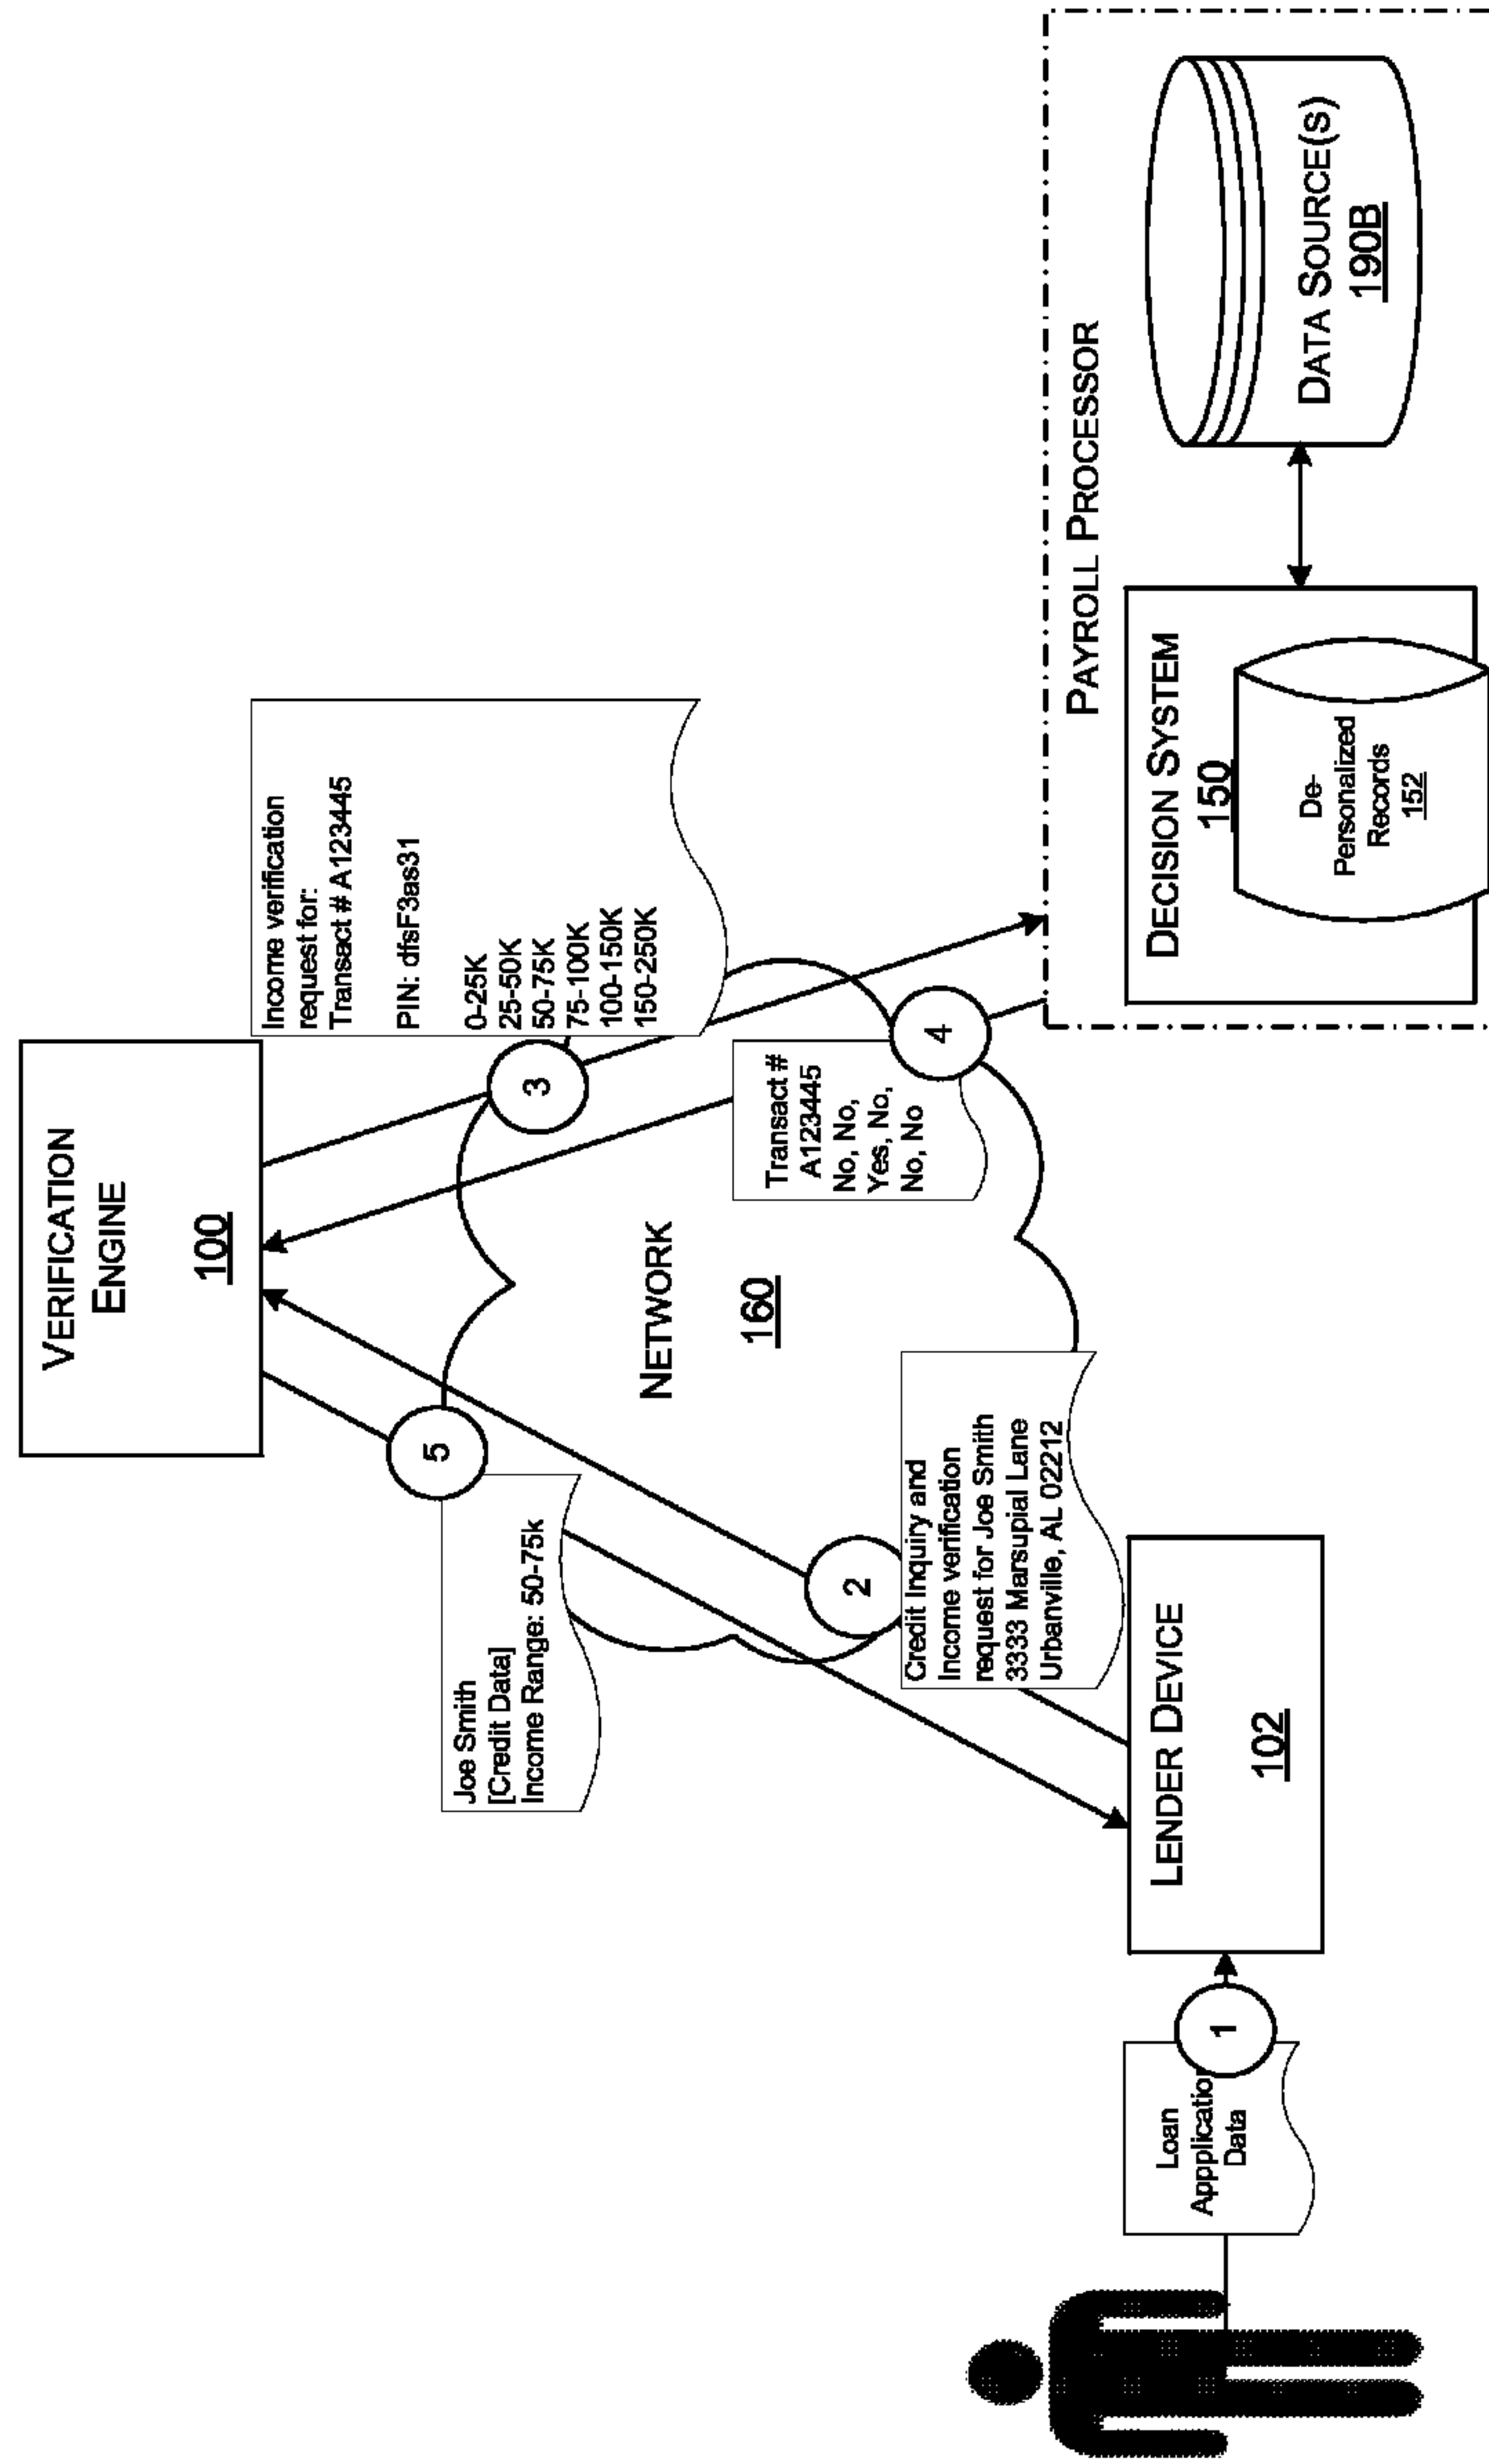 VERIFICATION
ENGINE
100
5
3
Income verification
request for:
Transact # A123445
PIN: dfsF3as31
0-25K
25-50K
50-75K
75-100K
100-150K
150-250K
Joe Smith
[Credit Data]
Income Range: 50-75k
NETWORK
160
Transact #
A123445
No, No,
Yes, No,
No, No
4
2
Credit Inquiry and
Income verification
request for Joe Smith
3333 Marsupial Lane
Urbanville, AL 02212
Loan
Application
Data
1
LENDER DEVICE
102
PAYROLL PROCESSOR
DECISION SYSTEM
150
De-
Personalized
Records
152
DATA SOURCE(S)
190B